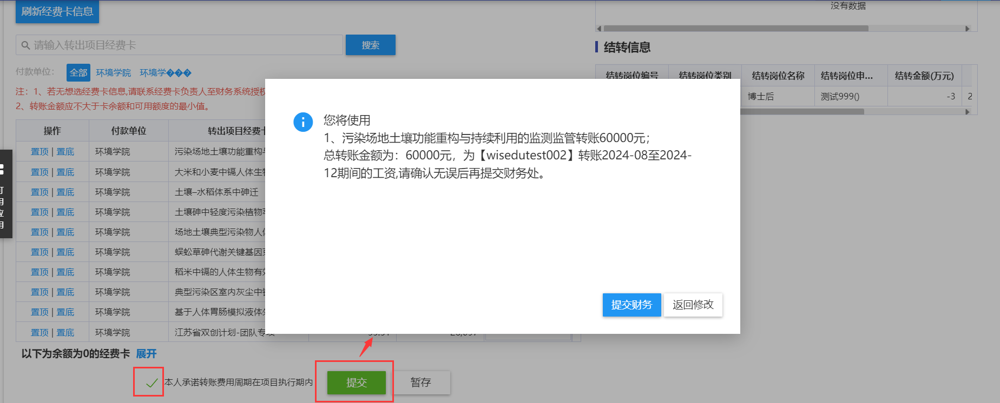 刷新经费卡信息
请输入转出项目经费卡
搜索
付款单位：
全部
环境学院
环境学���
注：1、若无想选经费卡信息,请联系经费卡负责人至财务系统授权
2、转账金额应不大于卡余额和可用额度的最小值。
操作
付款单位
转出项目经费卡
置顶 | 置底
环境学院
污染场地土壤功能重构与
置顶 | 置底
环境学院
大米和小麦中镉人体生物
置顶 | 置底
环境学院
土壤–水稻体系中砷迁
置顶 | 置底
环境学院
土壤砷中轻度污染植物
置顶 | 置底
环境学院
场地土壤典型污染物人体
置顶 | 置底
环境学院
蜈蚣草砷代谢关键基因
置顶 | 置底
环境学院
稻米中镉的人体生物有效
置顶 | 置底
环境学院
典型污染区室内灰尘中
置顶 | 置底
环境学院
基于人体胃肠模拟液体
置顶 | 置底
环境学院
江苏省双创计划-团队专项
以下为余额为0的经费卡
展开
本人承诺转账费用周期在项目执行期内
提交
暂存
没有数据
结转信息
结转岗位编号
结转岗位类别
结转岗位名称
结转岗位申...
结转金额(万元)
博士后
测试999()
-3
2
您将使用
1、污染场地土壤功能重构与持续利用的监测监管转账60000元；
总转账金额为：60000元，为【wisedutest002】转账2024-08至2024-
12期间的工资,请确认无误后再提交财务处。
提交财务
返回修改